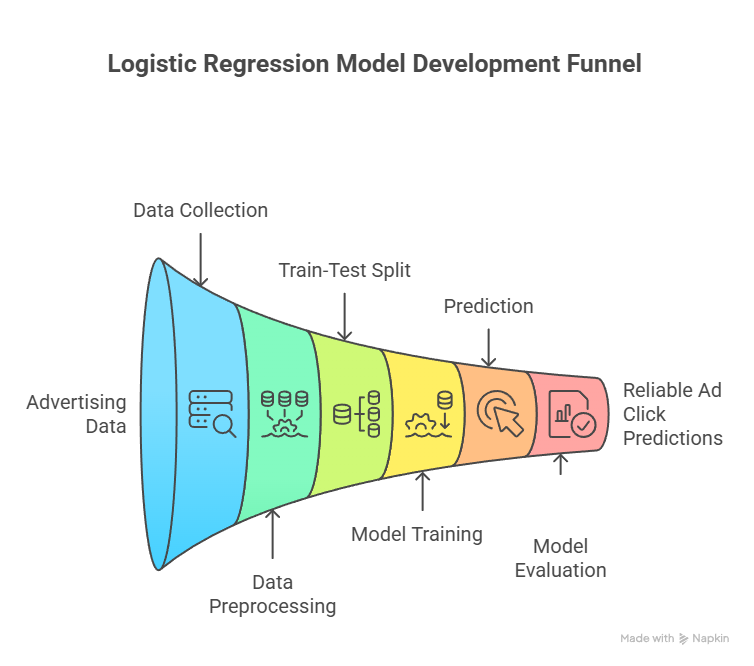 Logistic Regression Model Development Funnel
Data Collection
Train-Test Split
Prediction
Advertising
Data
Reliable Ad
Click
Predictions
Model Training
Model
Evaluation
Data
Preprocessing
Made with Napkin